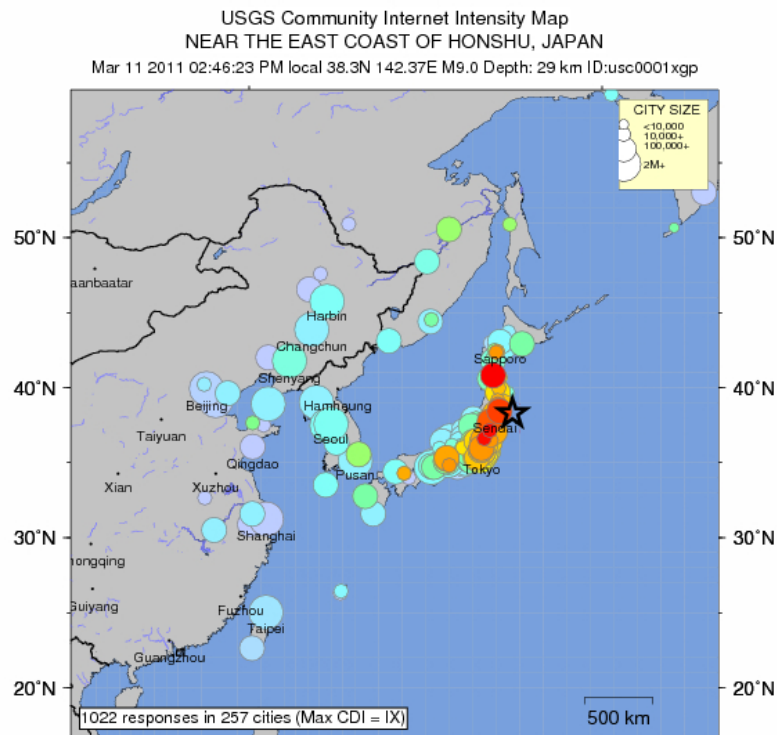 USGS Community Internet Intensity Map
NEAR THE EAST COAST OF HONSHU, JAPAN
Mar 11 2011 02:46:23 PM local 38.3N 142.37E M9.0 Depth: 29 km ID:usc0001xgp
CITY SIZE
<10,000
10,000+
100,000+
2M+
50°N
50°N
aanbaatar
Harbin
Changchun
Sapporo
Shenyang
40°N
40°N
Beijing
Hamheung
Sendai
Taiyuan
Seoul
Qingdao
Pusan
Tokyo
Xian
Xuzhou
30°N
30°N
Shanghai
hongqing
Guiyang
Fuzhou
Taipei
Guangzhou
20°N
20°N
1022 responses in 257 cities (Max CDI = IX)
500 km